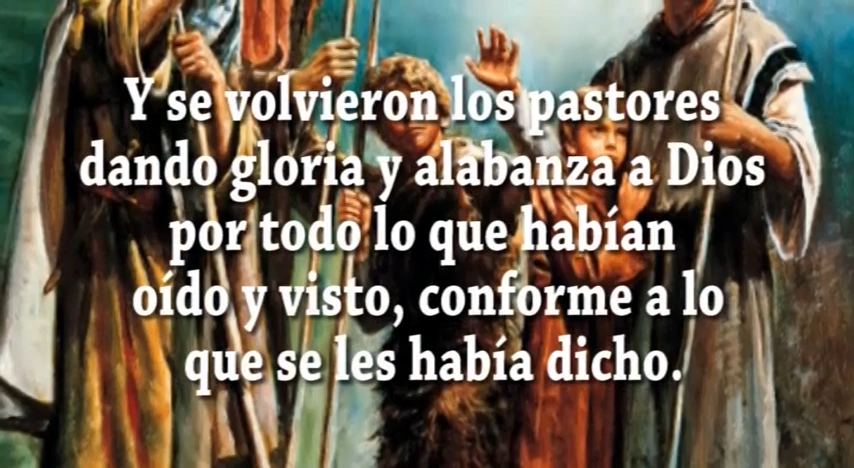 Y se volvieron los pastores
dando gloria y alabanza a Dios
por todo lo que habían
oído y visto, conforme a lo
que se les había dicho.